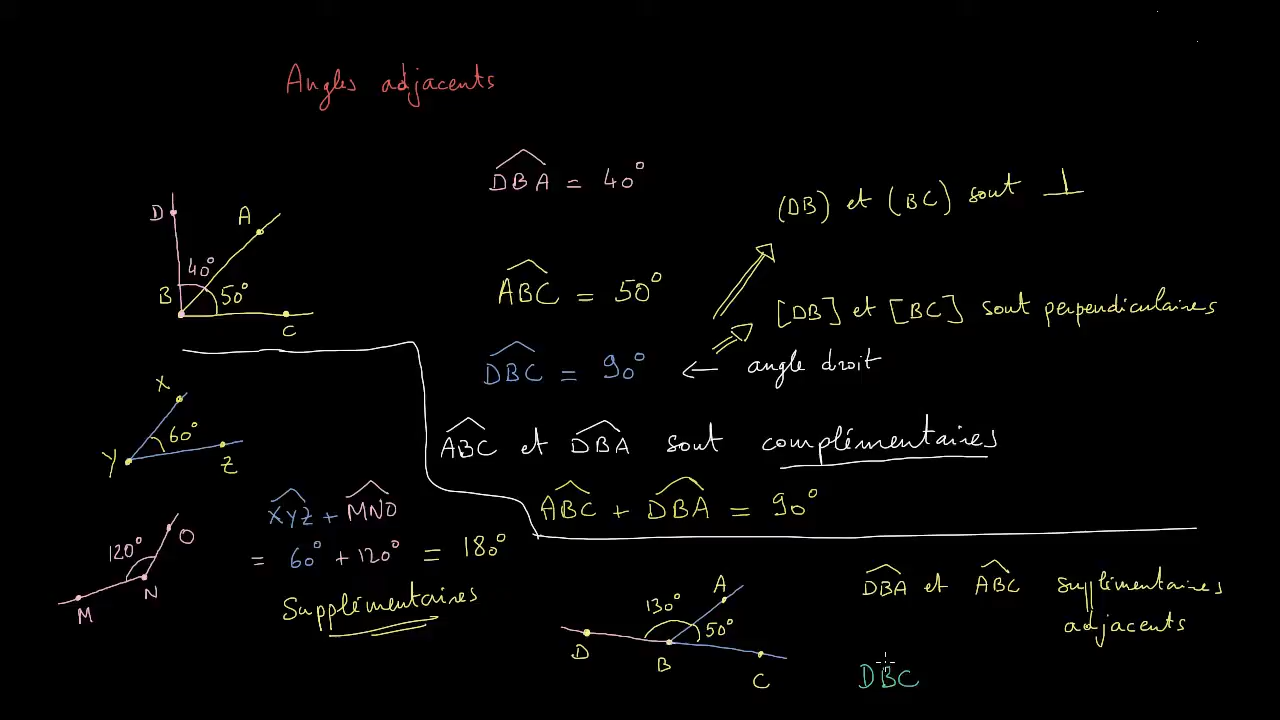 Angles adjacents
DBA = 40°
(DB) et (BC) sont ⊥
D
A
40°
B
50°
C
ABC = 50°
[DB] et [BC] sont perpendiculaires
DBC = 90° ← angle droit
X
60°
Y
Z
ABC et DBA sont complémentaires
ABC + DBA = 90°
XYZ + MNO
= 60° + 120° = 180°
Supplémentaires
120°
O
N
M
DBA et ABC supplémentaires
adjacents
A
130°
50°
D
B
C
DBC